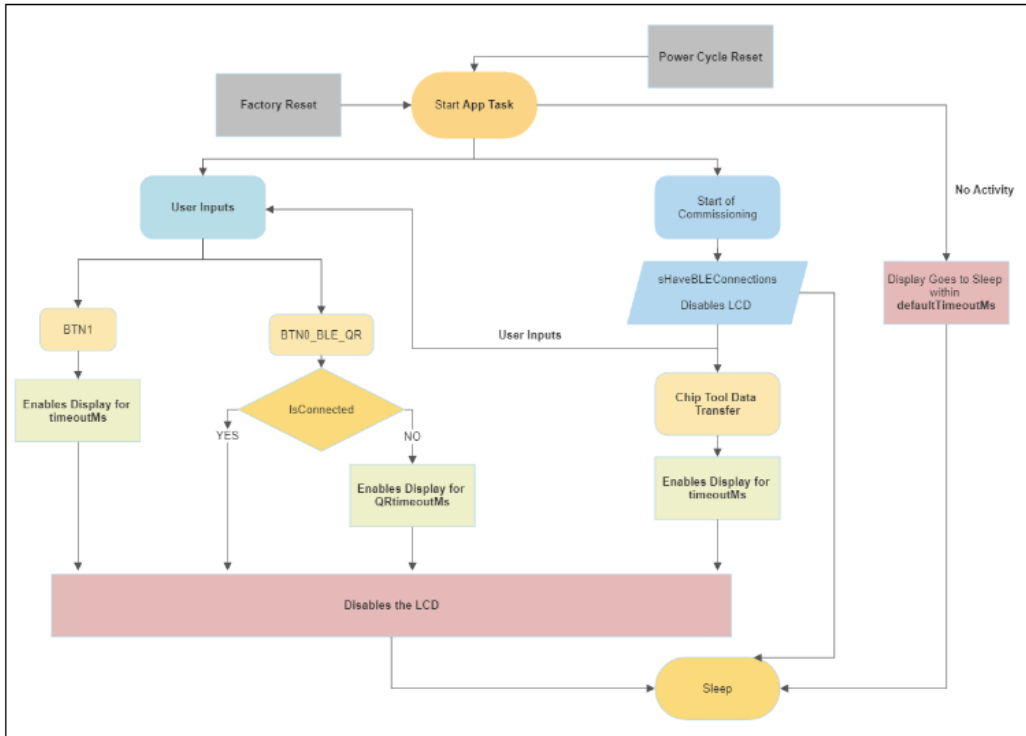 Power Cycle Reset
Factory Reset
Start App Task
No Activity
User Inputs
Start of
Commissioning
sHaveBLEConnections
Disables LCD
Display Goes to Sleep
within
defaultTimeoutMs
BTN1
BTN0_BLE_QR
User Inputs
Enables Display for
timeoutMs
IsConnected
Chip Tool Data
Transfer
YES
NO
Enables Display for
QRtimeoutMs
Enables Display for
timeoutMs
Disables the LCD
Sleep